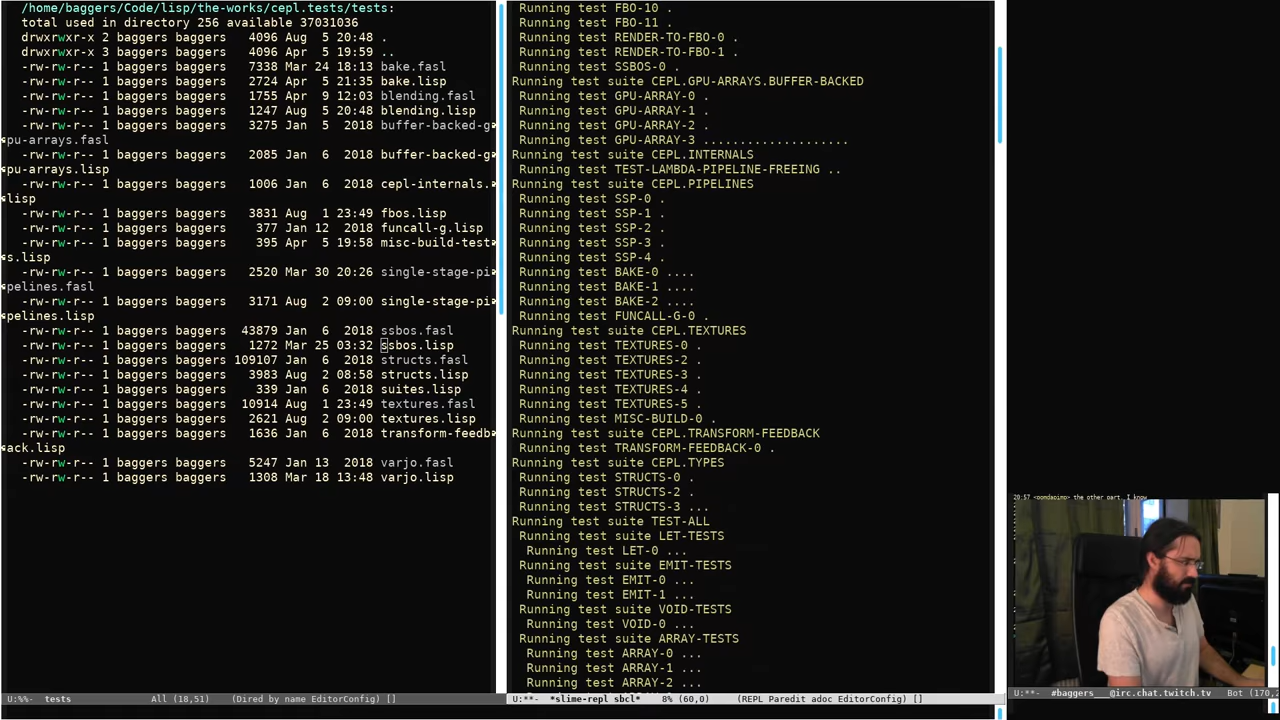 /home/baggers/Code/lisp/the-works/cepl.tests/tests:
total used in directory 256 available 37031036
drwxrwxr-x 2 baggers baggers   4096 Aug  5 20:48 .
drwxrwxr-x 3 baggers baggers   4096 Apr  5 19:59 ..
-rw-rw-r-- 1 baggers baggers   7338 Mar 24 18:13 bake.fasl
-rw-rw-r-- 1 baggers baggers   2724 Apr  5 21:35 bake.lisp
-rw-rw-r-- 1 baggers baggers   1755 Apr  9 12:03 blending.fasl
-rw-rw-r-- 1 baggers baggers   1247 Aug  5 20:48 blending.lisp
-rw-rw-r-- 1 baggers baggers   3275 Jan  5  2018 buffer-backed-g
pu-arrays.fasl
-rw-rw-r-- 1 baggers baggers   2085 Jan  6  2018 buffer-backed-g
pu-arrays.lisp
-rw-rw-r-- 1 baggers baggers   1006 Jan  6  2018 cepl-internals.
lisp
-rw-rw-r-- 1 baggers baggers   3831 Aug  1 23:49 fbos.lisp
-rw-rw-r-- 1 baggers baggers    377 Jan 12  2018 funcall-g.lisp
-rw-rw-r-- 1 baggers baggers    395 Apr  5 19:58 misc-build-test
s.lisp
-rw-rw-r-- 1 baggers baggers   2520 Mar 30 20:26 single-stage-pi
pelines.fasl
-rw-rw-r-- 1 baggers baggers   3171 Aug  2 09:00 single-stage-pi
pelines.lisp
-rw-rw-r-- 1 baggers baggers  43879 Jan  6  2018 ssbos.fasl
-rw-rw-r-- 1 baggers baggers   1272 Mar 25 03:32 ssbos.lisp
-rw-rw-r-- 1 baggers baggers 109107 Jan  6  2018 structs.fasl
-rw-rw-r-- 1 baggers baggers   3983 Aug  2 08:58 structs.lisp
-rw-rw-r-- 1 baggers baggers    339 Jan  6  2018 suites.lisp
-rw-rw-r-- 1 baggers baggers  10914 Aug  1 23:49 textures.fasl
-rw-rw-r-- 1 baggers baggers   2621 Aug  2 09:00 textures.lisp
-rw-rw-r-- 1 baggers baggers   1636 Jan  6  2018 transform-feedb
ack.lisp
-rw-rw-r-- 1 baggers baggers   5247 Jan 13  2018 varjo.fasl
-rw-rw-r-- 1 baggers baggers   1308 Mar 18 13:48 varjo.lisp
U:%%-  tests          All (18,51)    (Dired by name EditorConfig) []
Running test FBO-10 .
Running test FBO-11 .
Running test RENDER-TO-FBO-0 .
Running test RENDER-TO-FBO-1 .
Running test SSBOS-0 .
Running test suite CEPL.GPU-ARRAYS.BUFFER-BACKED
Running test GPU-ARRAY-0 .
Running test GPU-ARRAY-1 .
Running test GPU-ARRAY-2 .
Running test GPU-ARRAY-3 ....................
Running test suite CEPL.INTERNALS
Running test TEST-LAMBDA-PIPELINE-FREEING ..
Running test suite CEPL.PIPELINES
Running test SSP-0 .
Running test SSP-1 .
Running test SSP-2 .
Running test SSP-3 .
Running test SSP-4 .
Running test BAKE-0 ....
Running test BAKE-1 ....
Running test BAKE-2 ....
Running test FUNCALL-G-0 .
Running test suite CEPL.TEXTURES
Running test TEXTURES-0 .
Running test TEXTURES-2 .
Running test TEXTURES-3 .
Running test TEXTURES-4 .
Running test TEXTURES-5 .
Running test MISC-BUILD-0 .
Running test suite CEPL.TRANSFORM-FEEDBACK
Running test TRANSFORM-FEEDBACK-0 .
Running test suite CEPL.TYPES
Running test STRUCTS-0 .
Running test STRUCTS-2 .
Running test STRUCTS-3 ...
Running test suite TEST-ALL
Running test suite LET-TESTS
Running test LET-0 ...
Running test suite EMIT-TESTS
Running test EMIT-0 ...
Running test EMIT-1 ...
Running test suite VOID-TESTS
Running test VOID-0 ...
Running test suite ARRAY-TESTS
Running test ARRAY-0 ...
Running test ARRAY-1 ...
Running test ARRAY-2 ...
U:**-  *slime-repl sbcl*   8% (60,0)    (REPL Paredit adoc EditorConfig) []
the other part, I know
U:**-  #baggers___@irc.chat.twitch.tv   Bot (170,